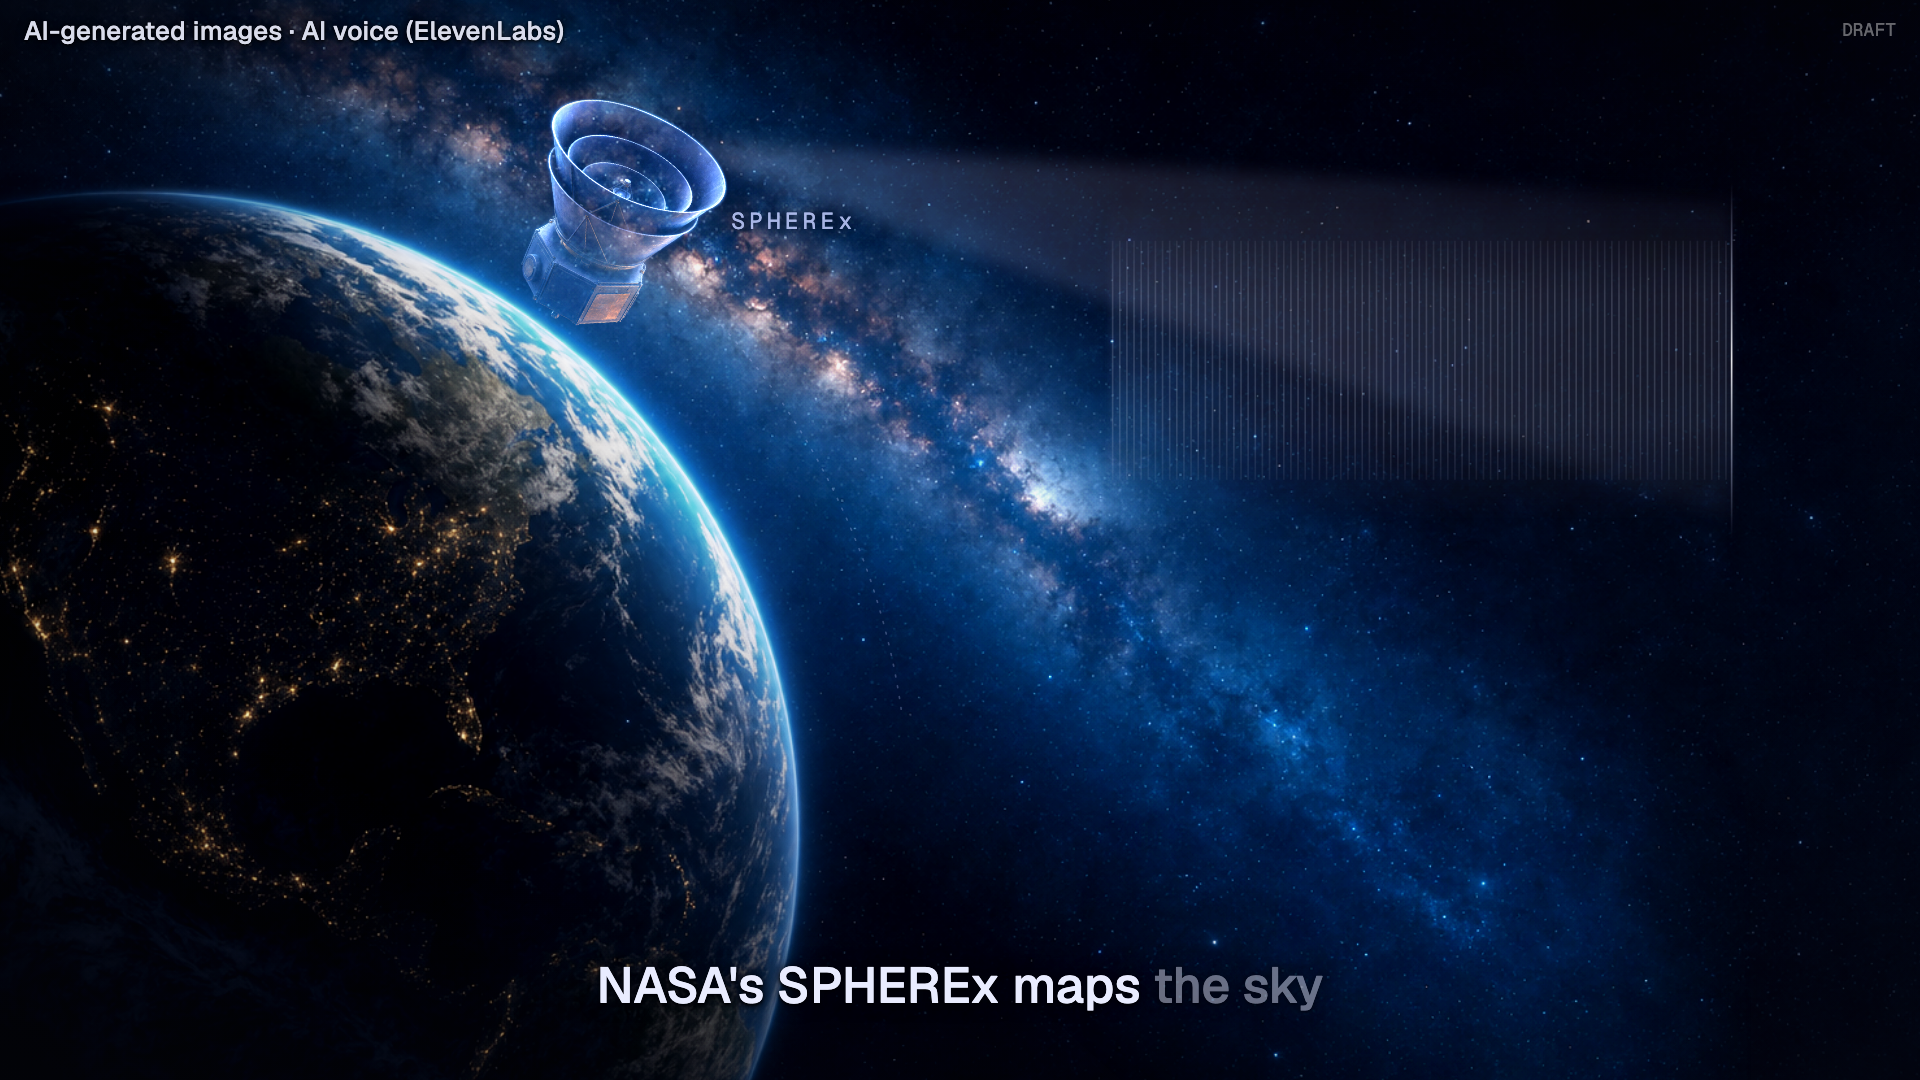 AI-generated images · AI voice (ElevenLabs)
DRAFT
SPHEREx
NASA's SPHEREx maps the sky